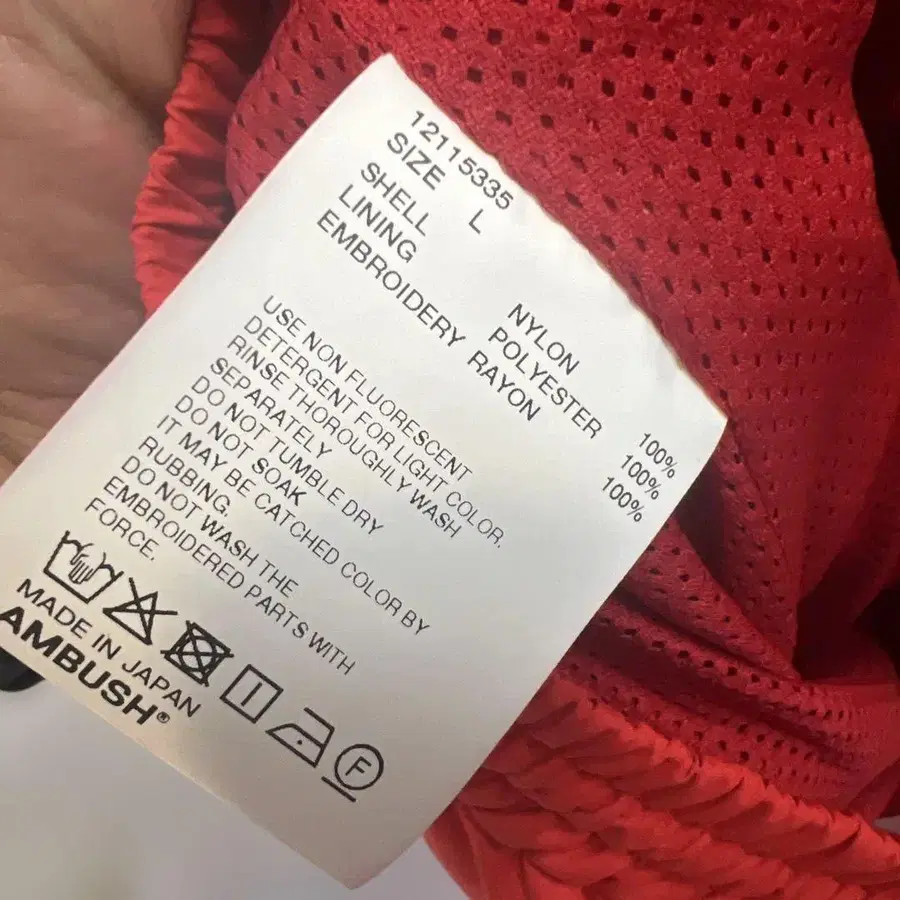 12115335
SIZE L
SHELL NYLON 100%
LINING POLYESTER 100%
EMBROIDERY RAYON 100%
USE NON FLUORESCENT
DETERGENT FOR LIGHT COLOR.
RINSE THOROUGHLY WASH
SEPARATELY
DO NOT TUMBLE DRY
DO NOT SOAK
IT MAY BE CATCHED COLOR BY
RUBBING.
DO NOT WASH THE
EMBROIDERED PARTS WITH
FORCE.
F
MADE IN JAPAN
AMBUSH®